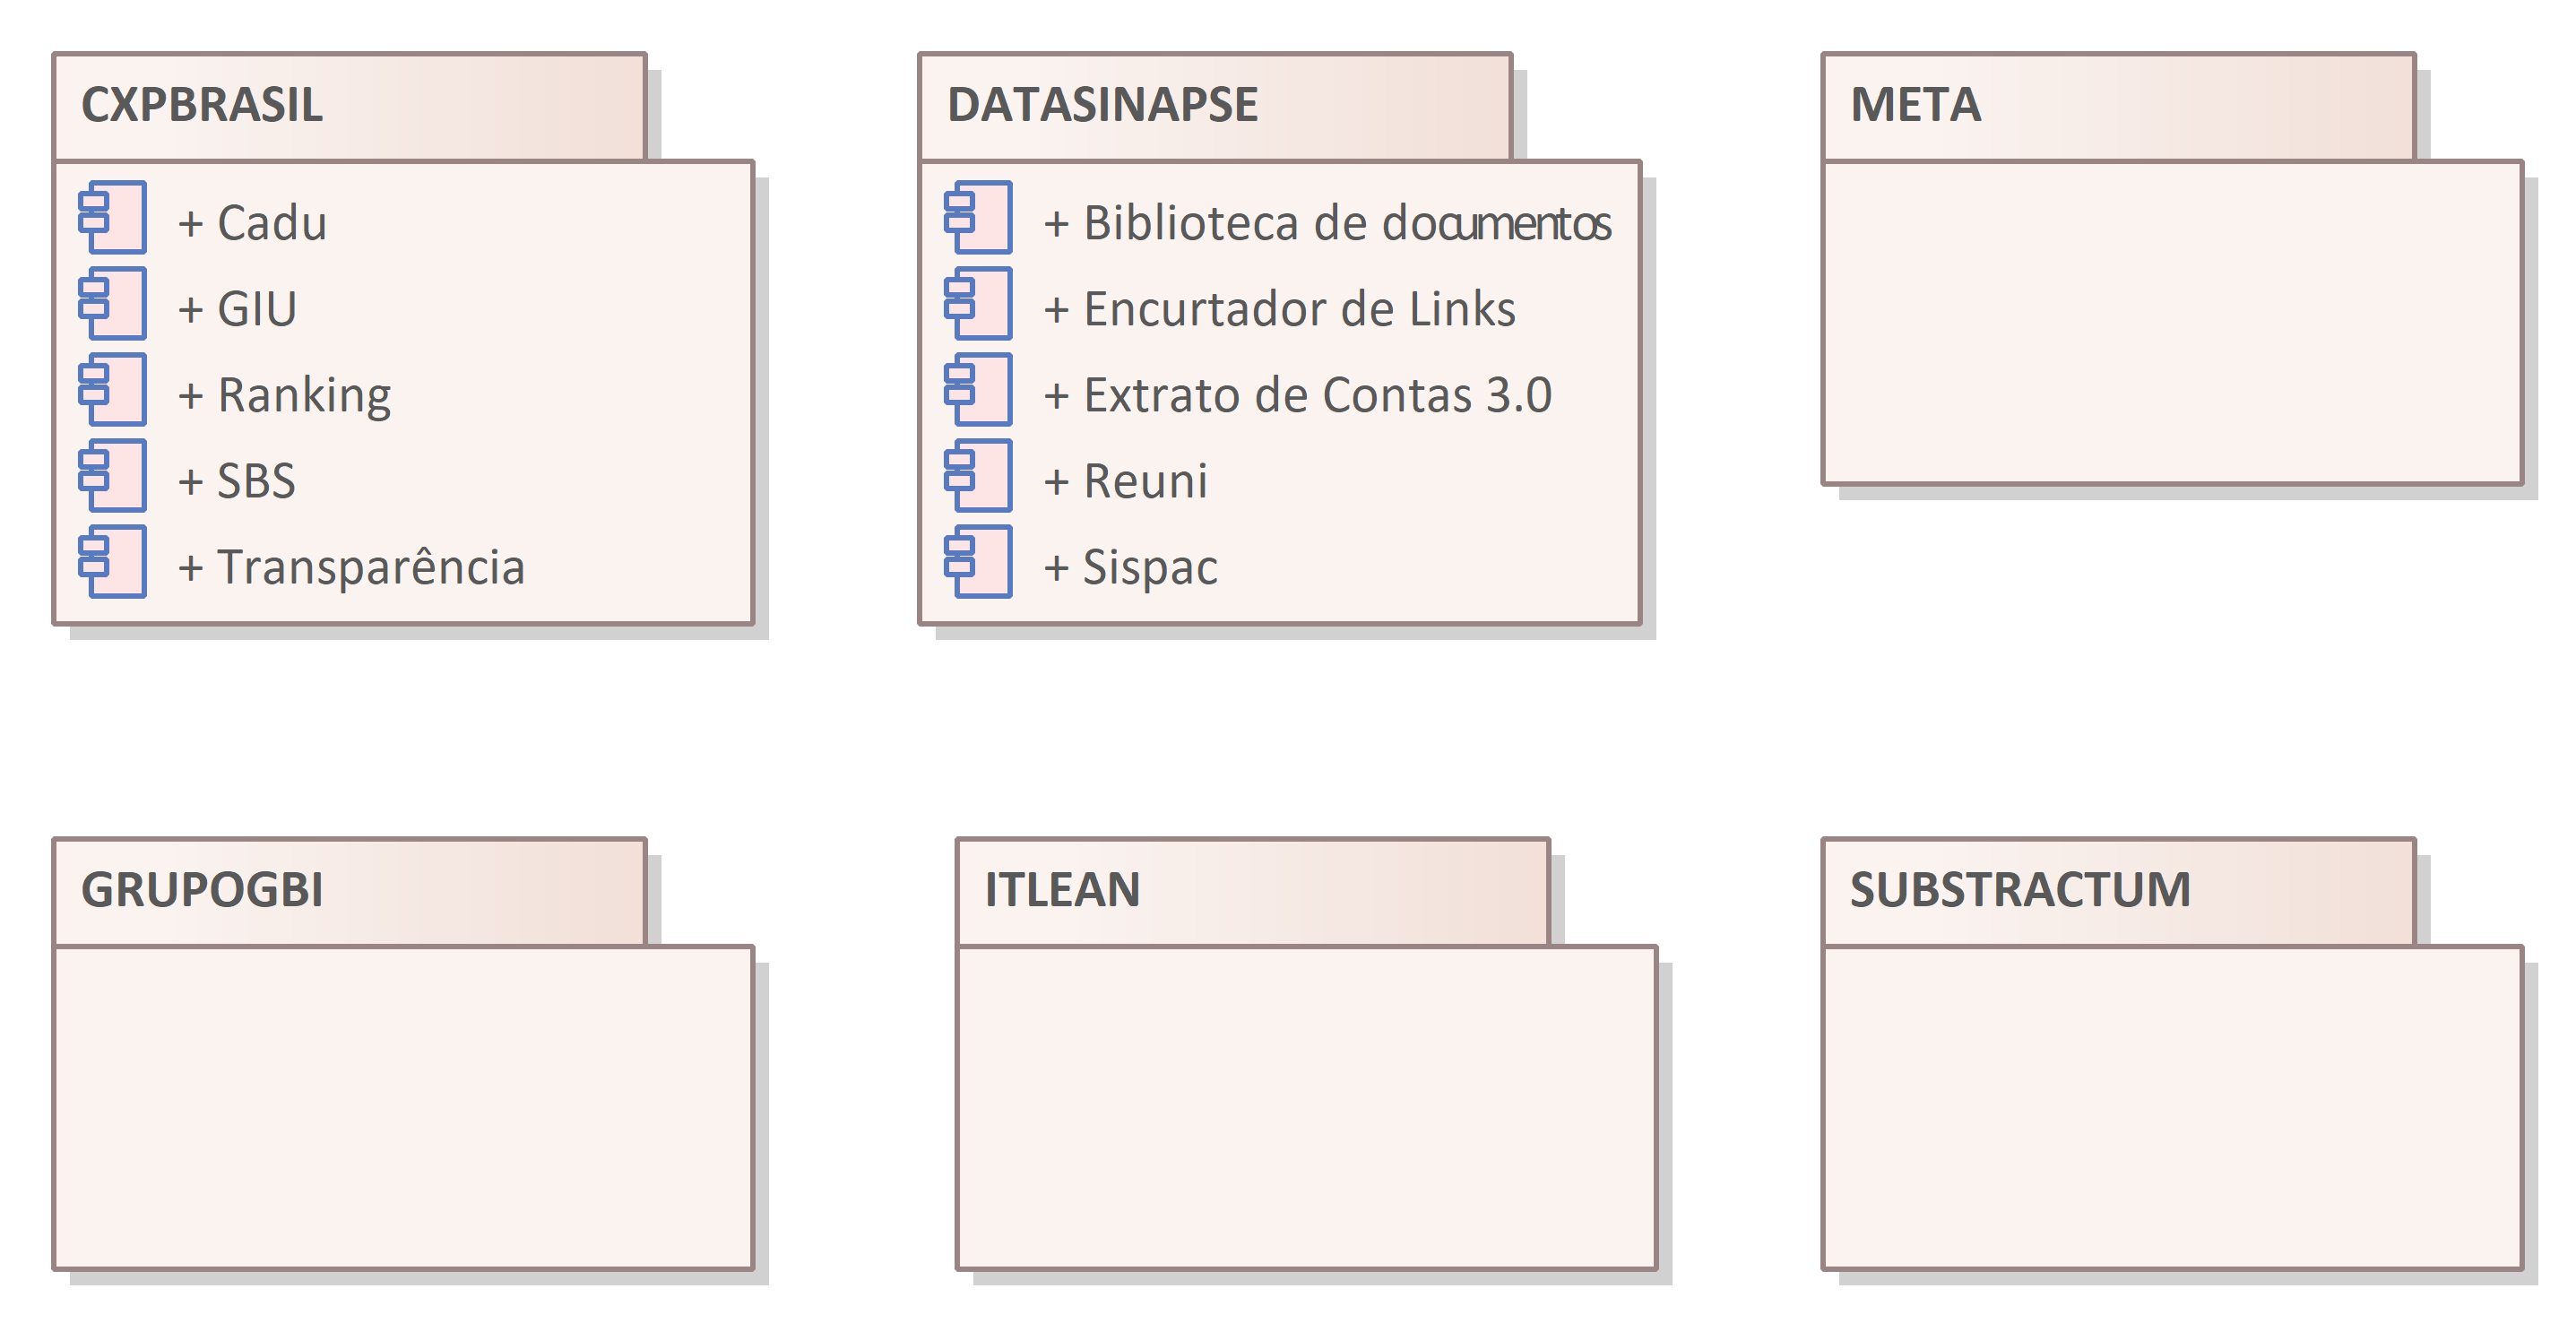 CXPBRASIL
+ Cadu
+ GIU
+ Ranking
+ SBS
+ Transparência
DATASINAPSE
+ Biblioteca de documentos
+ Encurtador de Links
+ Extrato de Contas 3.0
+ Reuni
+ Sispac
META
GRUPOGBI
ITLEAN
SUBSTRACTUM